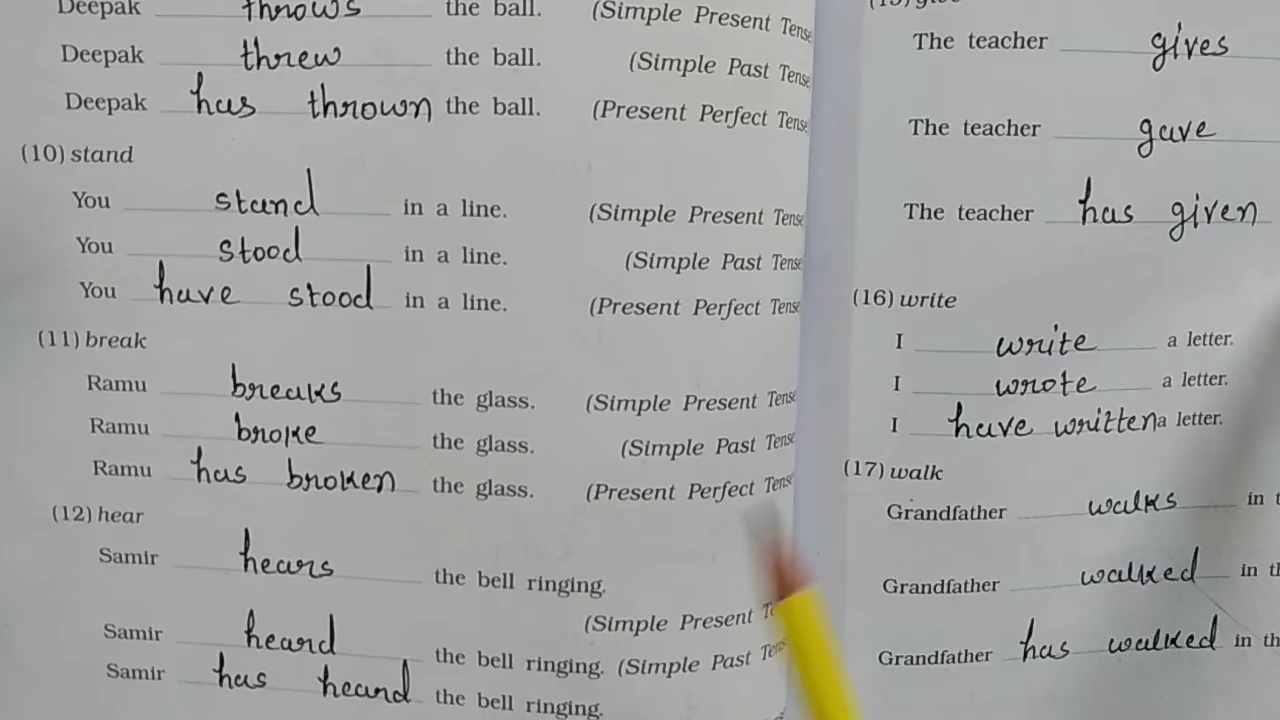 Deepak throws the ball. (Simple Present Tense
Deepak threw the ball. (Simple Past Tense
Deepak has thrown the ball. (Present Perfect Tense
(10) stand
You stand in a line. (Simple Present Tense
You stood in a line. (Simple Past Tense
You have stood in a line. (Present Perfect Tense
(11) break
Ramu breaks the glass. (Simple Present Tense
Ramu broke the glass. (Simple Past Tense
Ramu has broken the glass. (Present Perfect Tense
(12) hear
Samir hears the bell ringing.
(Simple Present Te
Samir heard the bell ringing. (Simple Past Tens
Samir has heard the bell ringing.
The teacher gives
The teacher gave
The teacher has given
(16) write
I write a letter.
I wrote a letter.
I have written a letter.
(17) walk
Grandfather walks in t
Grandfather walked in th
Grandfather has walked in th